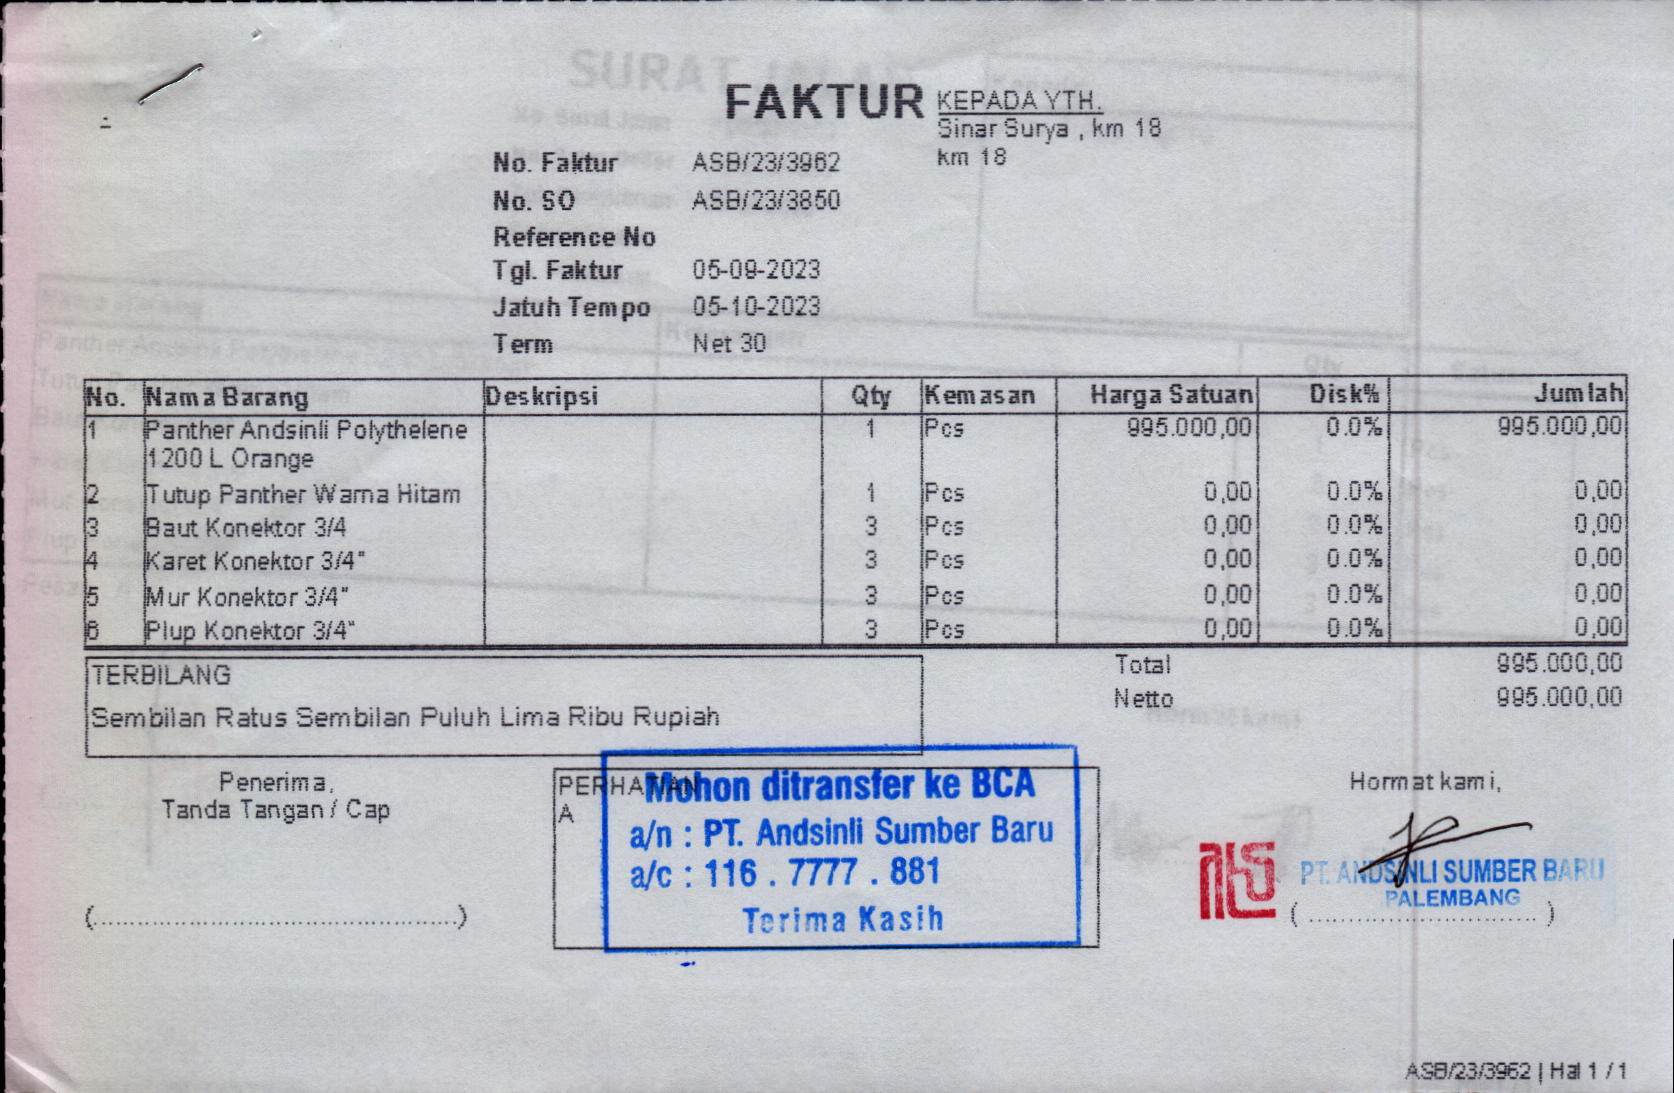 FAKTUR
KEPADA YTH.
Sinar Surya , km 18
km 18
No. Faktur ASB/23/3962
No. SO ASB/23/3850
Reference No
Tgl. Faktur 05-09-2023
Jatuh Tempo 05-10-2023
Term Net 30
No. Nama Barang Deskripsi Qty Kemasan Harga Satuan Disk% Jumlah
1 Panther Andsinli Polythelene 1 Pcs 995.000,00 0.0% 995.000,00
1200 L Orange
2 Tutup Panther Warna Hitam 1 Pcs 0,00 0.0% 0,00
3 Baut Konektor 3/4 3 Pcs 0,00 0.0% 0,00
4 Karet Konektor 3/4" 3 Pcs 0,00 0.0% 0,00
5 Mur Konektor 3/4" 3 Pcs 0,00 0.0% 0,00
6 Plup Konektor 3/4" 3 Pcs 0,00 0.0% 0,00
TERBILANG
Sembilan Ratus Sembilan Puluh Lima Ribu Rupiah
Total 995.000,00
Netto 995.000,00
Penerima,
Tanda Tangan / Cap
(..........................................)
PERHATIAN
A
Mohon ditransfer ke BCA
a/n : PT. Andsinli Sumber Baru
a/c : 116 . 7777 . 881
Terima Kasih
Hormat kami,
PT. ANDSINLI SUMBER BARU
PALEMBANG
( .............................. )
ASB/23/3962 | Hal 1 / 1